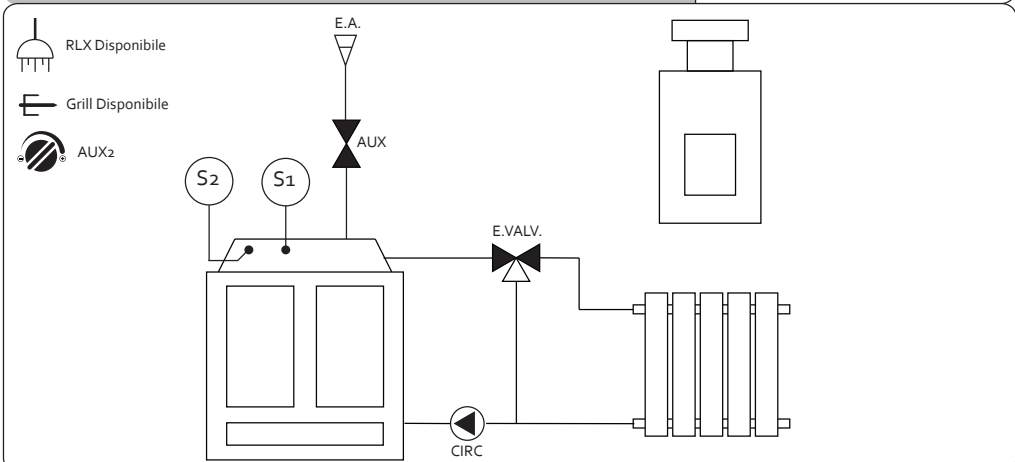 E.A.
RLX Disponibile
Grill Disponibile
AUX
AUX2
S2
S1
E.VALV.
CIRC